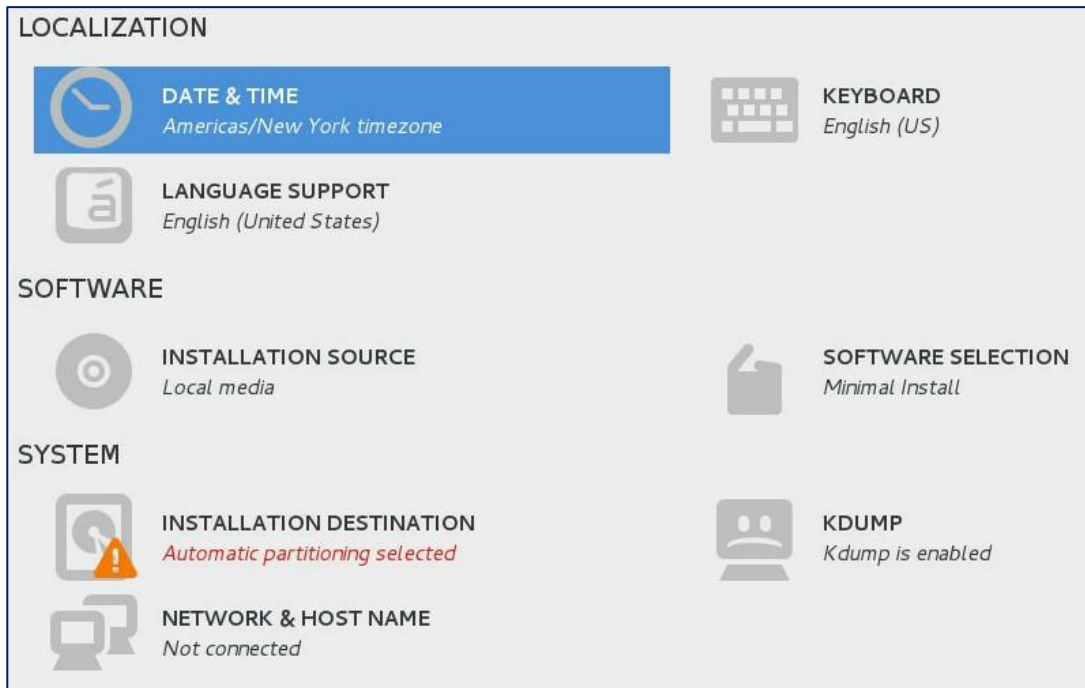 LOCALIZATION
DATE & TIME
Americas/New York timezone
KEYBOARD
English (US)
LANGUAGE SUPPORT
English (United States)
SOFTWARE
INSTALLATION SOURCE
Local media
SOFTWARE SELECTION
Minimal Install
SYSTEM
INSTALLATION DESTINATION
Automatic partitioning selected
KDUMP
Kdump is enabled
NETWORK & HOST NAME
Not connected